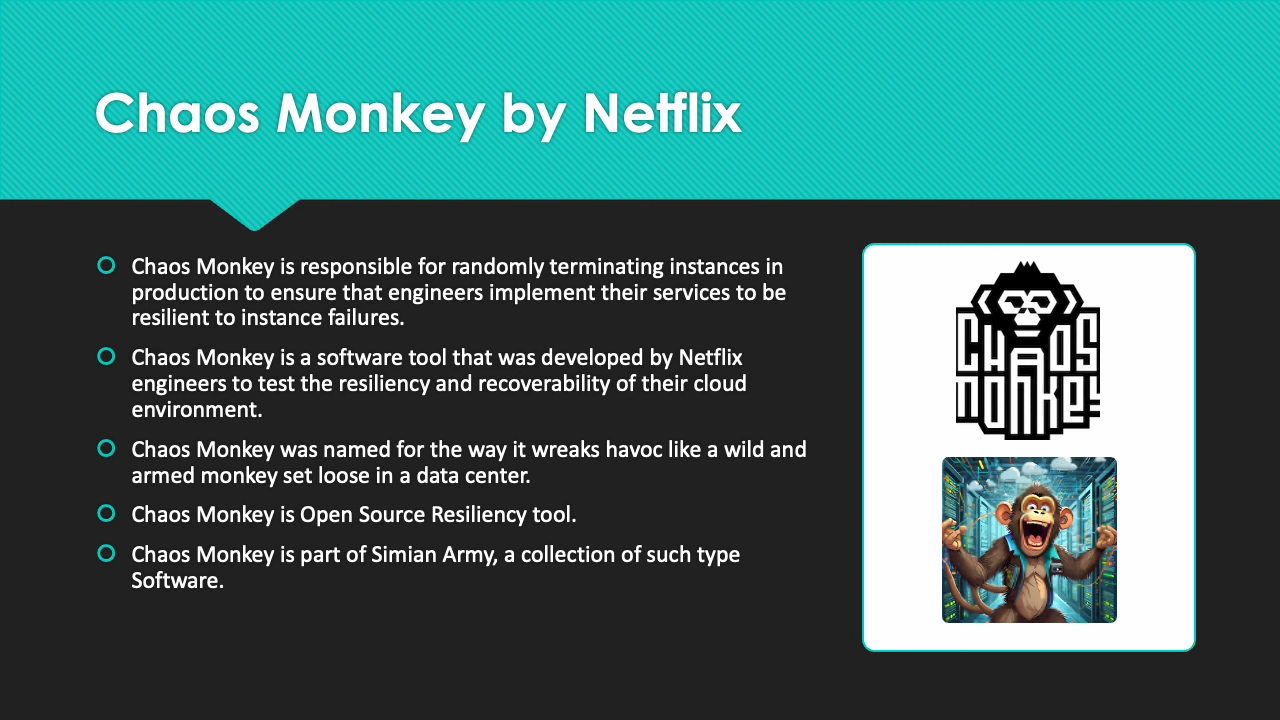 Chaos Monkey by Netflix
Chaos Monkey is responsible for randomly terminating instances in
production to ensure that engineers implement their services to be
resilient to instance failures.
Chaos Monkey is a software tool that was developed by Netflix
engineers to test the resiliency and recoverability of their cloud
environment.
Chaos Monkey was named for the way it wreaks havoc like a wild and
armed monkey set loose in a data center.
Chaos Monkey is Open Source Resiliency tool.
Chaos Monkey is part of Simian Army, a collection of such type
Software.
CHAOS
monkey